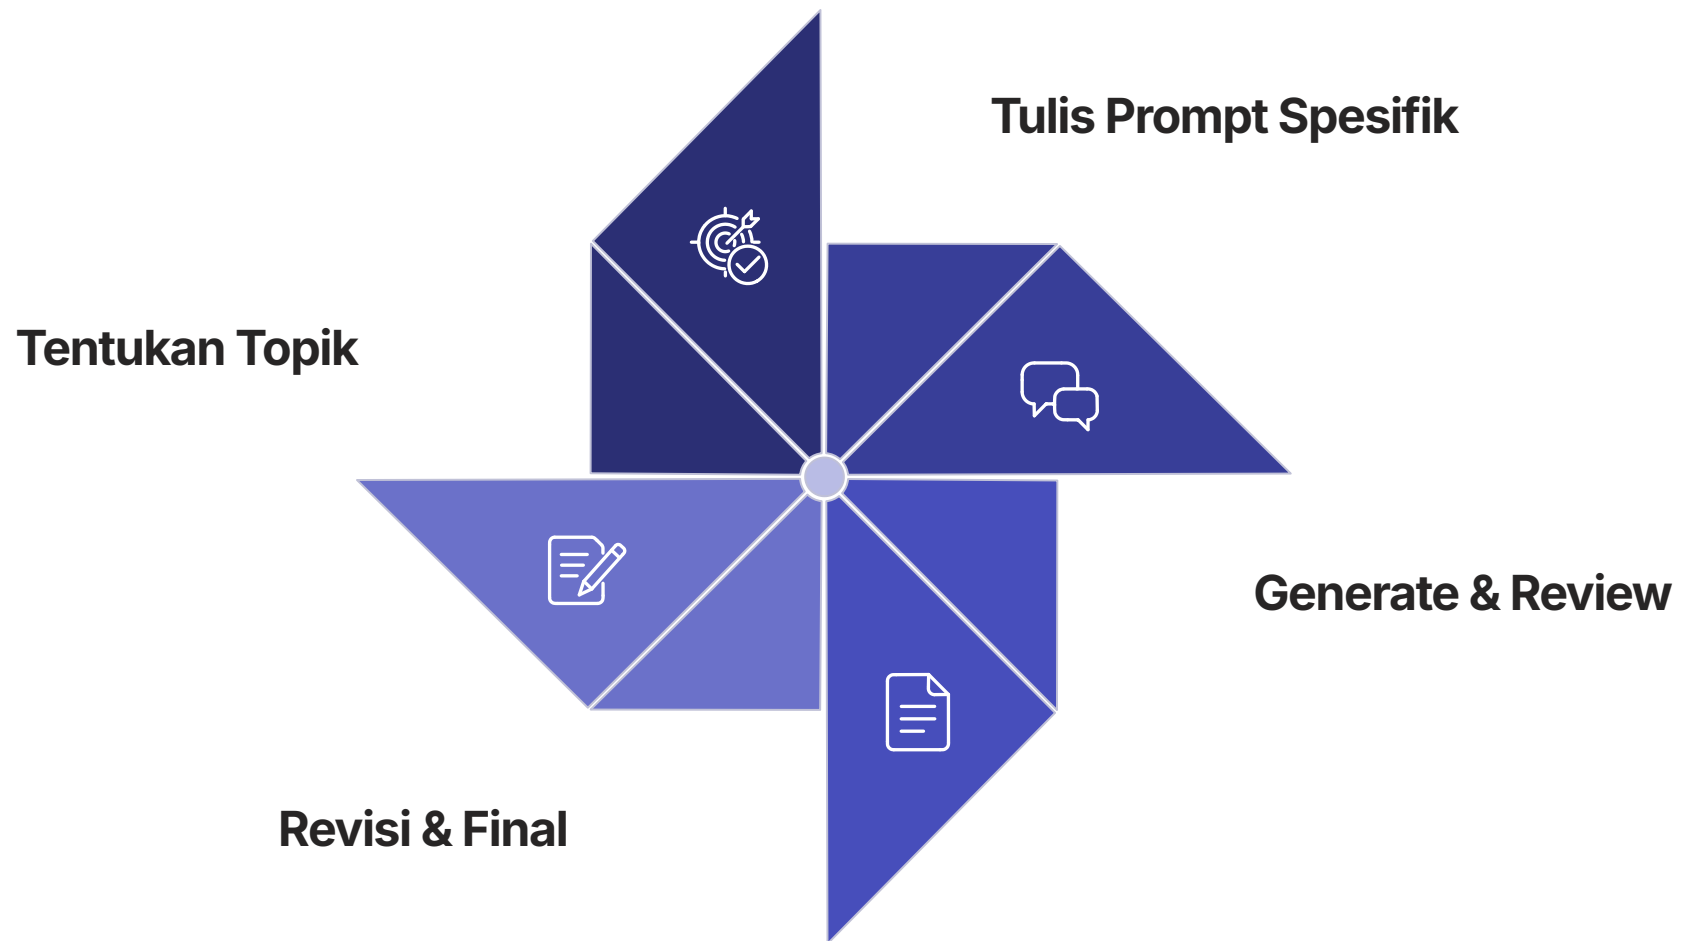 Tulis Prompt Spesifik
Tentukan Topik
Generate & Review
Revisi & Final